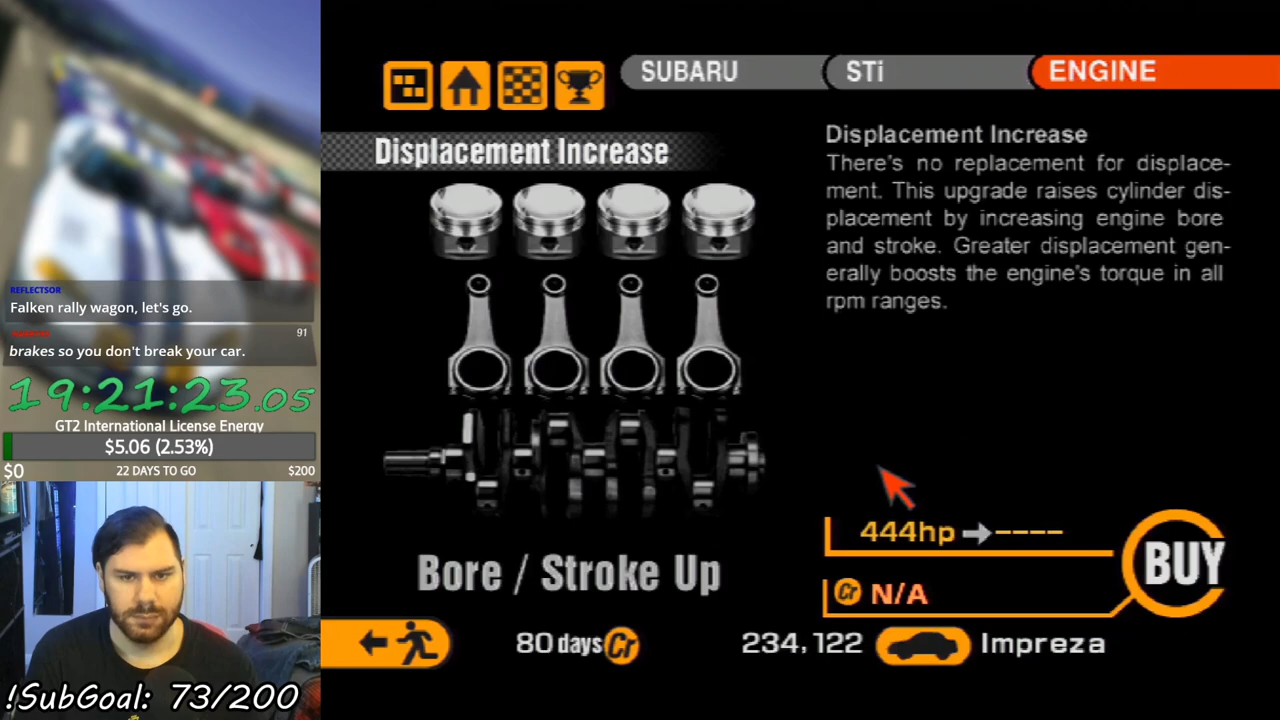 SUBARU
STi
ENGINE
Displacement Increase
Displacement Increase
There's no replacement for displace-
ment. This upgrade raises cylinder dis-
placement by increasing engine bore
and stroke. Greater displacement gen-
erally boosts the engine's torque in all
rpm ranges.
REFLECTSOR
Falken rally wagon, let's go.
91
brakes so you don't break your car.
19:21:23.05
GT2 International License Energy
$5.06 (2.53%)
$0
22 DAYS TO GO
$200
444hp ----
BUY
Bore / Stroke Up
Cr N/A
80 days Cr
234,122
Impreza
!SubGoal: 73/200